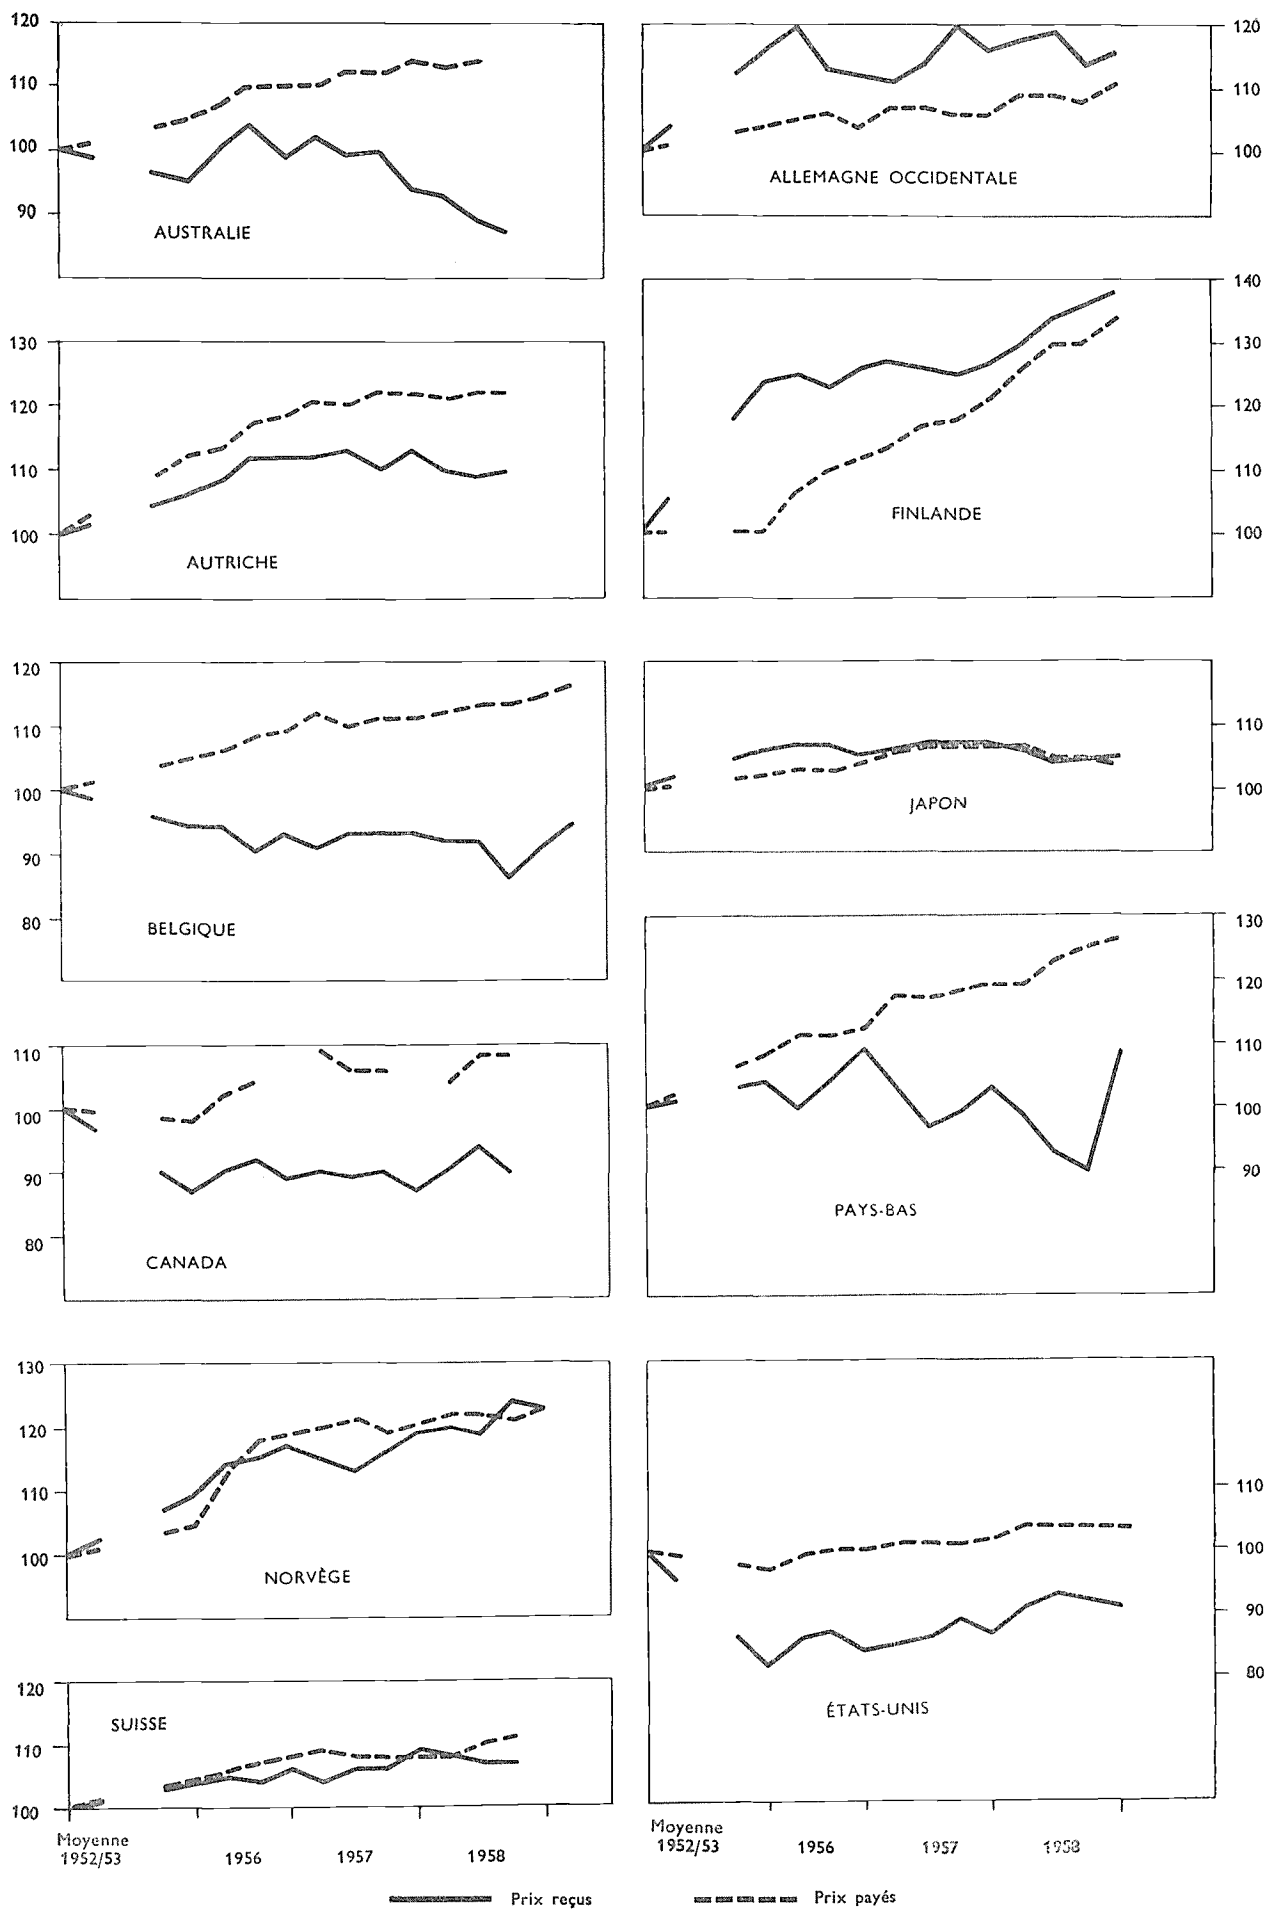 120
110
100
90
AUSTRALIE
120
110
100
ALLEMAGNE OCCIDENTALE
130
120
110
100
AUTRICHE
140
130
120
110
100
FINLANDE
120
110
100
90
80
BELGIQUE
110
100
JAPON
110
100
90
80
CANADA
130
120
110
100
90
PAYS-BAS
130
120
110
100
NORVÈGE
110
100
90
80
ÉTATS-UNIS
120
110
100
SUISSE
Moyenne
1952/53 1956 1957 1958
Moyenne
1952/53 1956 1957 1958
Prix reçus Prix payés